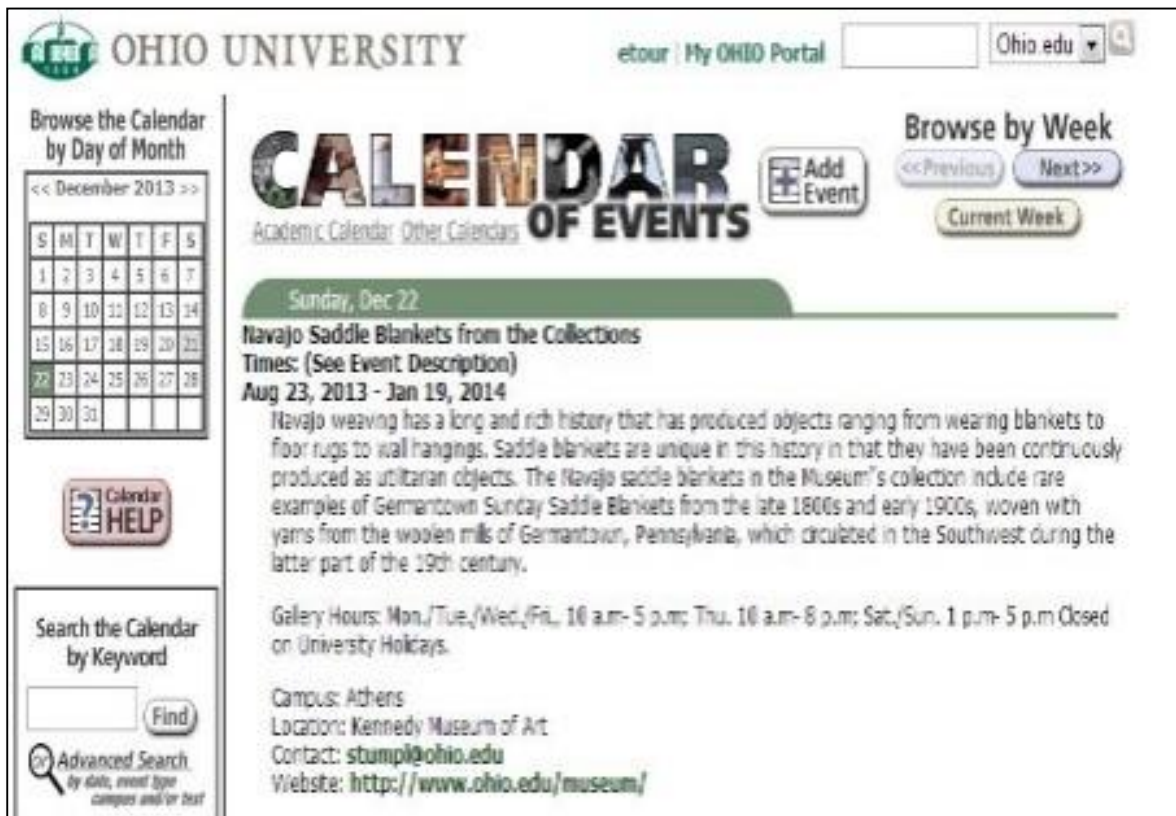 OHIO UNIVERSITY
etour | My OHIO Portal
Ohio.edu
Browse the Calendar
by Day of Month
<< December 2013 >>
S M T W T F S
1 2 3 4 5 6 7
8 9 10 11 12 13 14
15 16 17 18 19 20 21
22 23 24 25 26 27 28
29 30 31
Calendar
HELP
Search the Calendar
by Keyword
Find
or Advanced Search
by date, event type
campus and/or text
CALENDAR
OF EVENTS
Academic Calendar Other Calendars
Add
Event
Browse by Week
<<Previous Next>>
Current Week
Sunday, Dec 22
Navajo Saddle Blankets from the Collections
Times: (See Event Description)
Aug 23, 2013 - Jan 19, 2014
Navajo weaving has a long and rich history that has produced objects ranging from wearing blankets to
floor rugs to wall hangings. Saddle blankets are unique in this history in that they have been continuously
produced as utilitarian objects. The Navajo saddle blankets in the Museum's collection include rare
examples of Germantown Sunday Saddle Blankets from the late 1800s and early 1900s, woven with
yarns from the woolen mills of Germantown, Pennsylvania, which circulated in the Southwest during the
latter part of the 19th century.
Gallery Hours: Mon./Tue./Wed./Fri., 10 a.m- 5 p.m; Thu. 10 a.m- 8 p.m; Sat./Sun. 1 p.m- 5 p.m Closed
on University Holidays.
Campus: Athens
Location: Kennedy Museum of Art
Contact: stumpl@ohio.edu
Website: http://www.ohio.edu/museum/